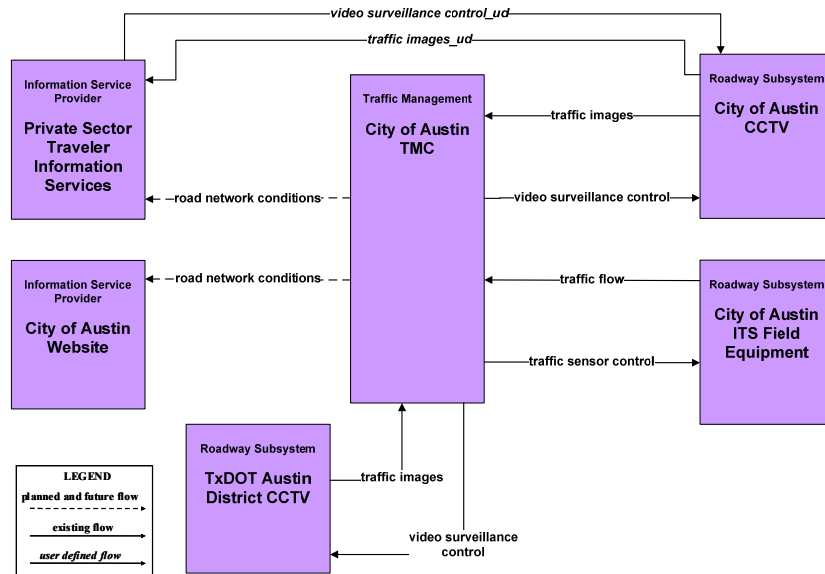 video surveillance control_ud
traffic images_ud
Information Service
Provider
Private Sector
Traveler
Information
Services
Traffic Management
City of Austin
TMC
Roadway Subsystem
City of Austin
CCTV
traffic images
road network conditions
video surveillance control
Information Service
Provider
City of Austin
Website
road network conditions
traffic flow
traffic sensor control
Roadway Subsystem
City of Austin
ITS Field
Equipment
Roadway Subsystem
TxDOT Austin
District CCTV
traffic images
video surveillance
control
LEGEND
planned and future flow
existing flow
user defined flow